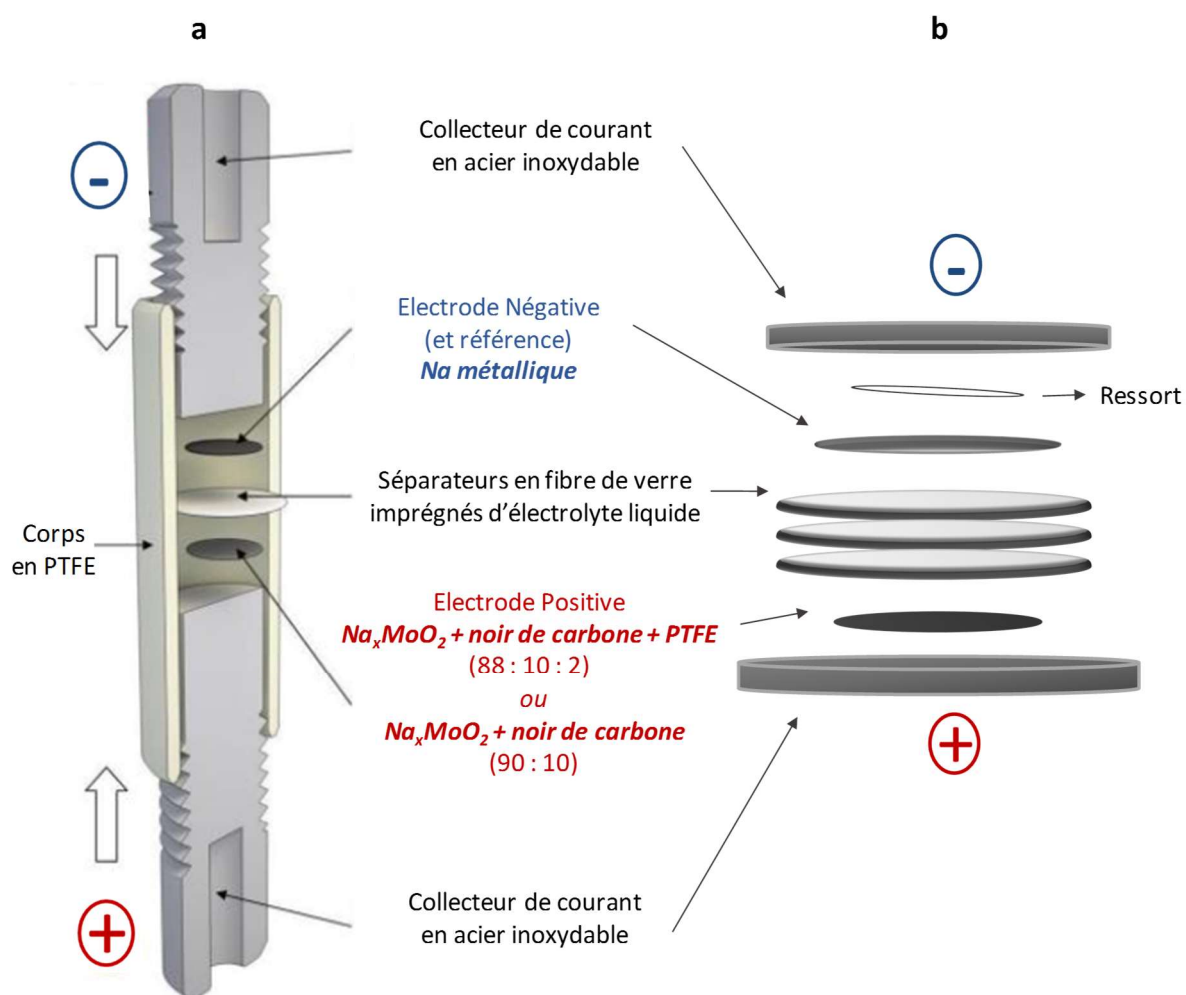 a
b
Collecteur de courant
en acier inoxydable
-
-
Electrode Négative
(et référence)
Na métallique
Ressort
Séparateurs en fibre de verre
imprégnés d’électrolyte liquide
Corps
en PTFE
Electrode Positive
NaxMoO2 + noir de carbone + PTFE
(88 : 10 : 2)
ou
NaxMoO2 + noir de carbone
(90 : 10)
+
+
Collecteur de courant
en acier inoxydable